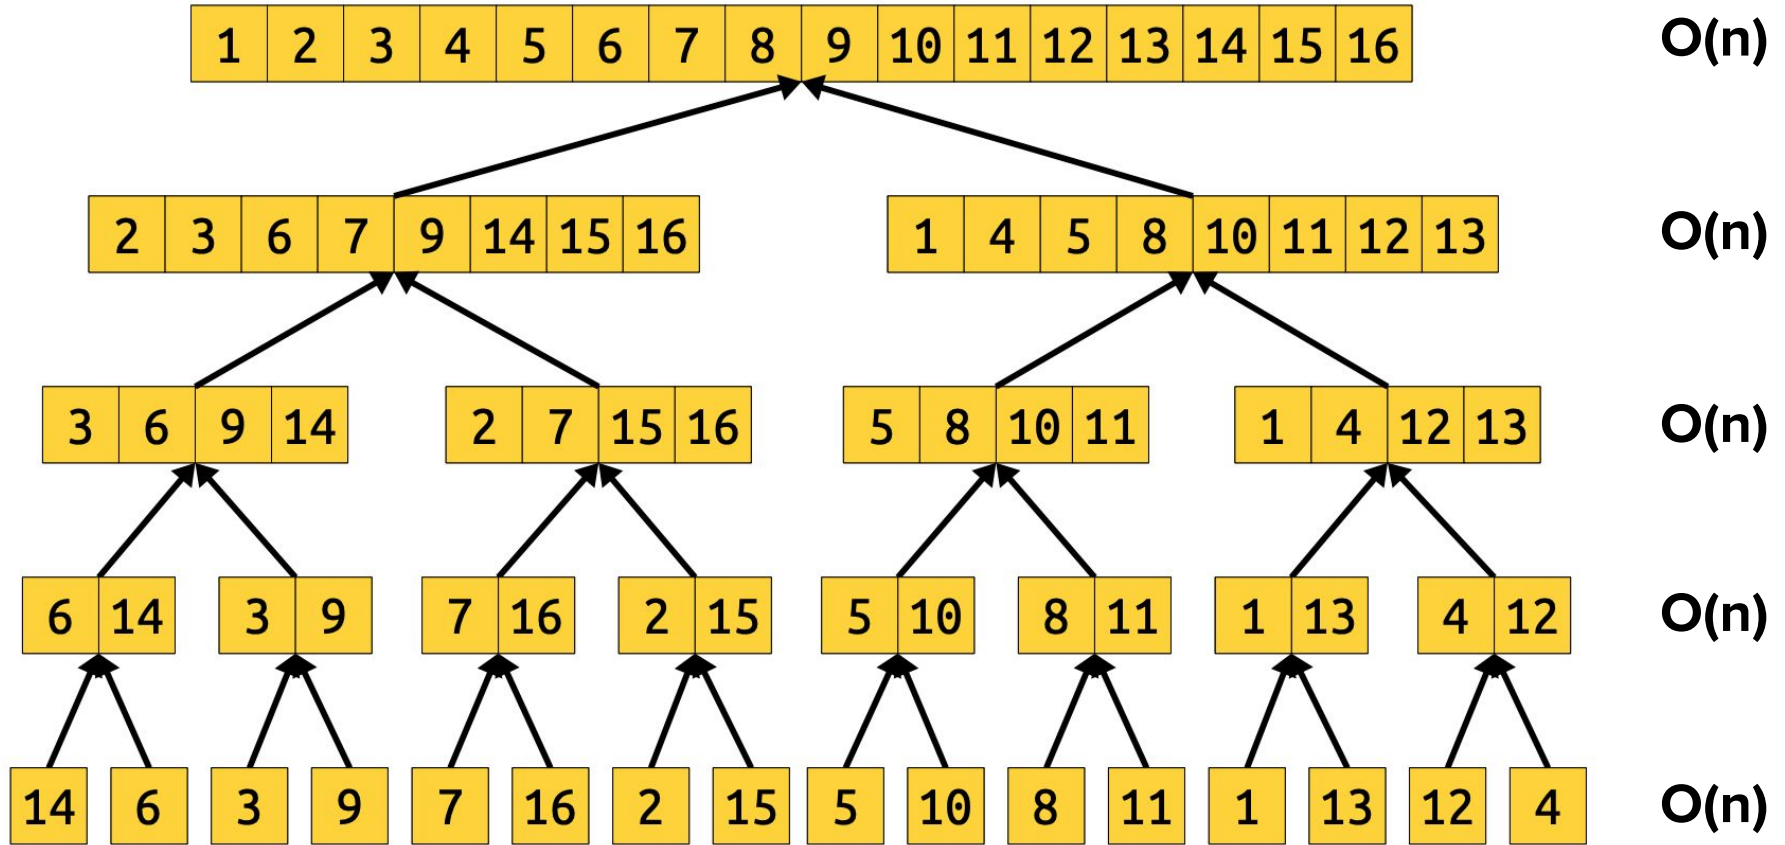 1 2 3 4 5 6 7 8 9 10 11 12 13 14 15 16 O(n)
2 3 6 7 9 14 15 16 1 4 5 8 10 11 12 13 O(n)
3 6 9 14 2 7 15 16 5 8 10 11 1 4 12 13 O(n)
6 14 3 9 7 16 2 15 5 10 8 11 1 13 4 12 O(n)
14 6 3 9 7 16 2 15 5 10 8 11 1 13 12 4 O(n)